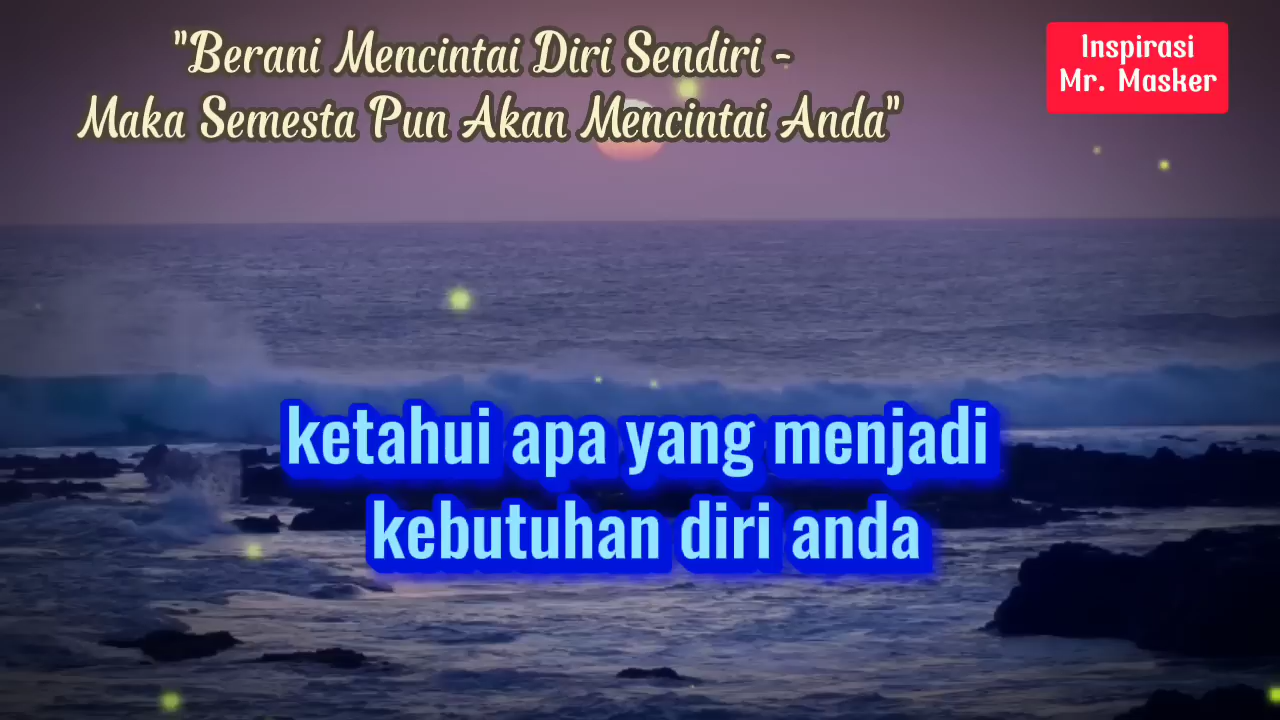 "Berani Mencintai Diri Sendiri -
Maka Semesta Pun Akan Mencintai Anda"
Inspirasi
Mr. Masker
ketahui apa yang menjadi
kebutuhan diri anda